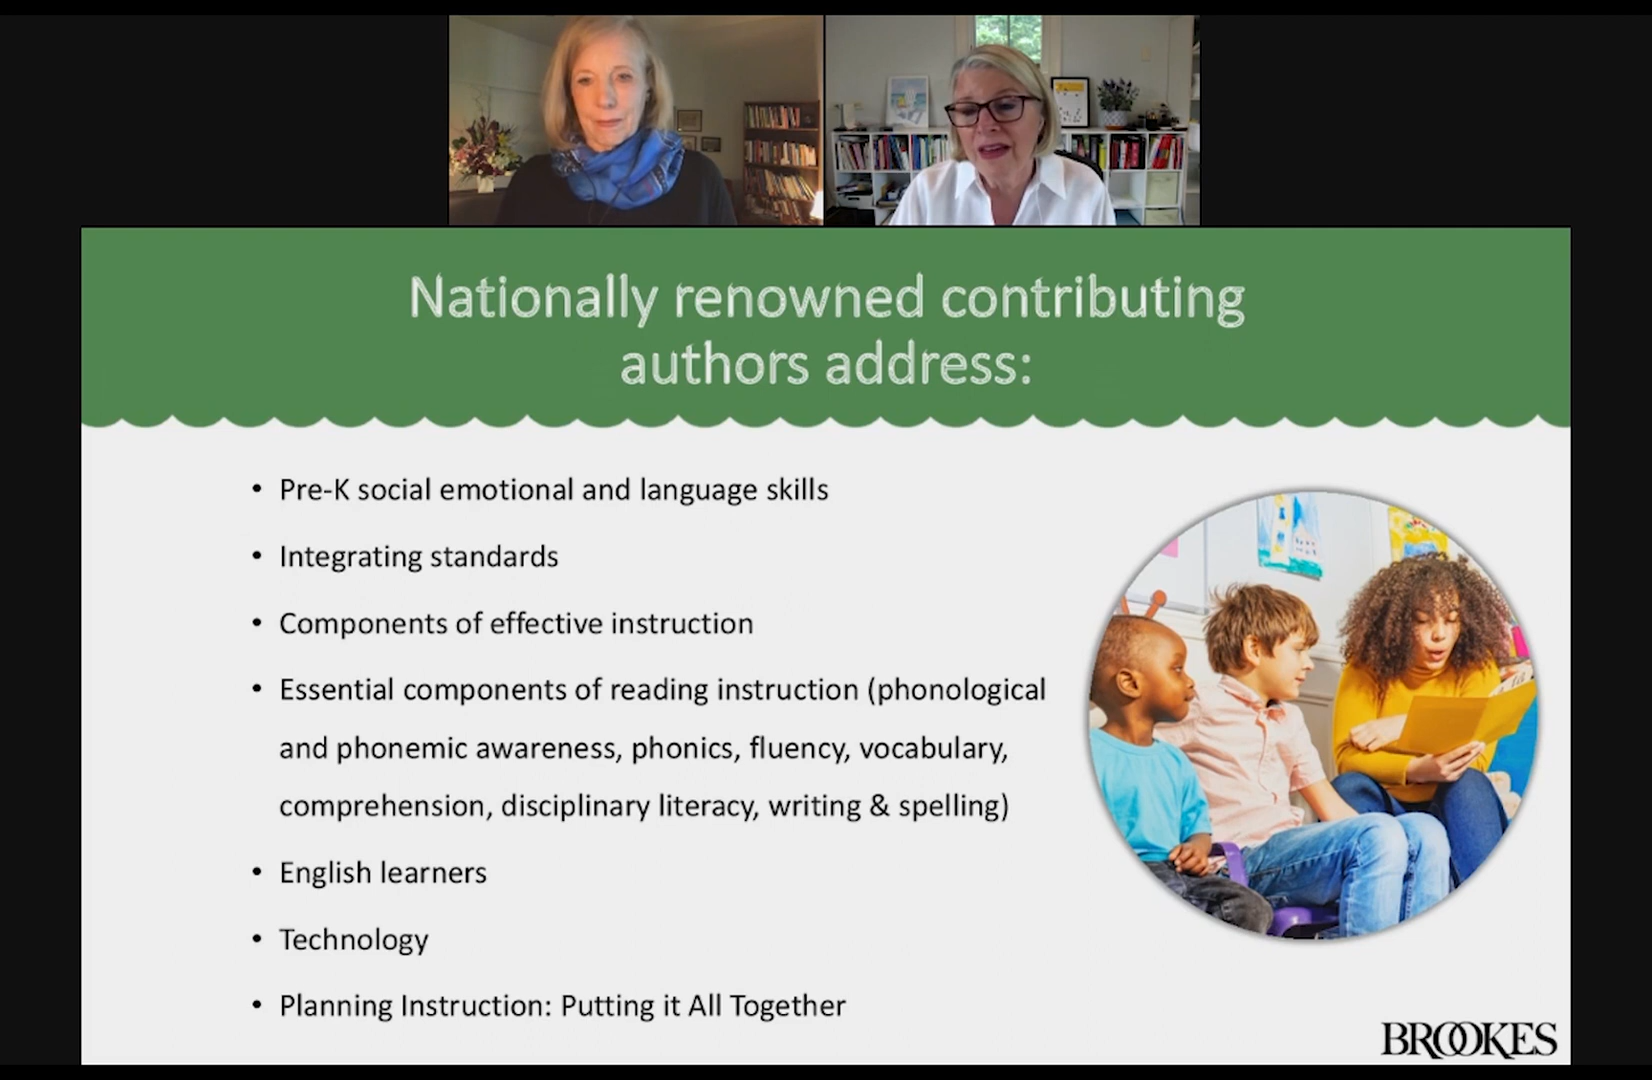 Nationally renowned contributing
authors address:
• Pre-K social emotional and language skills
• Integrating standards
• Components of effective instruction
• Essential components of reading instruction (phonological
and phonemic awareness, phonics, fluency, vocabulary,
comprehension, disciplinary literacy, writing & spelling)
• English learners
• Technology
• Planning Instruction: Putting it All Together
BROOKES